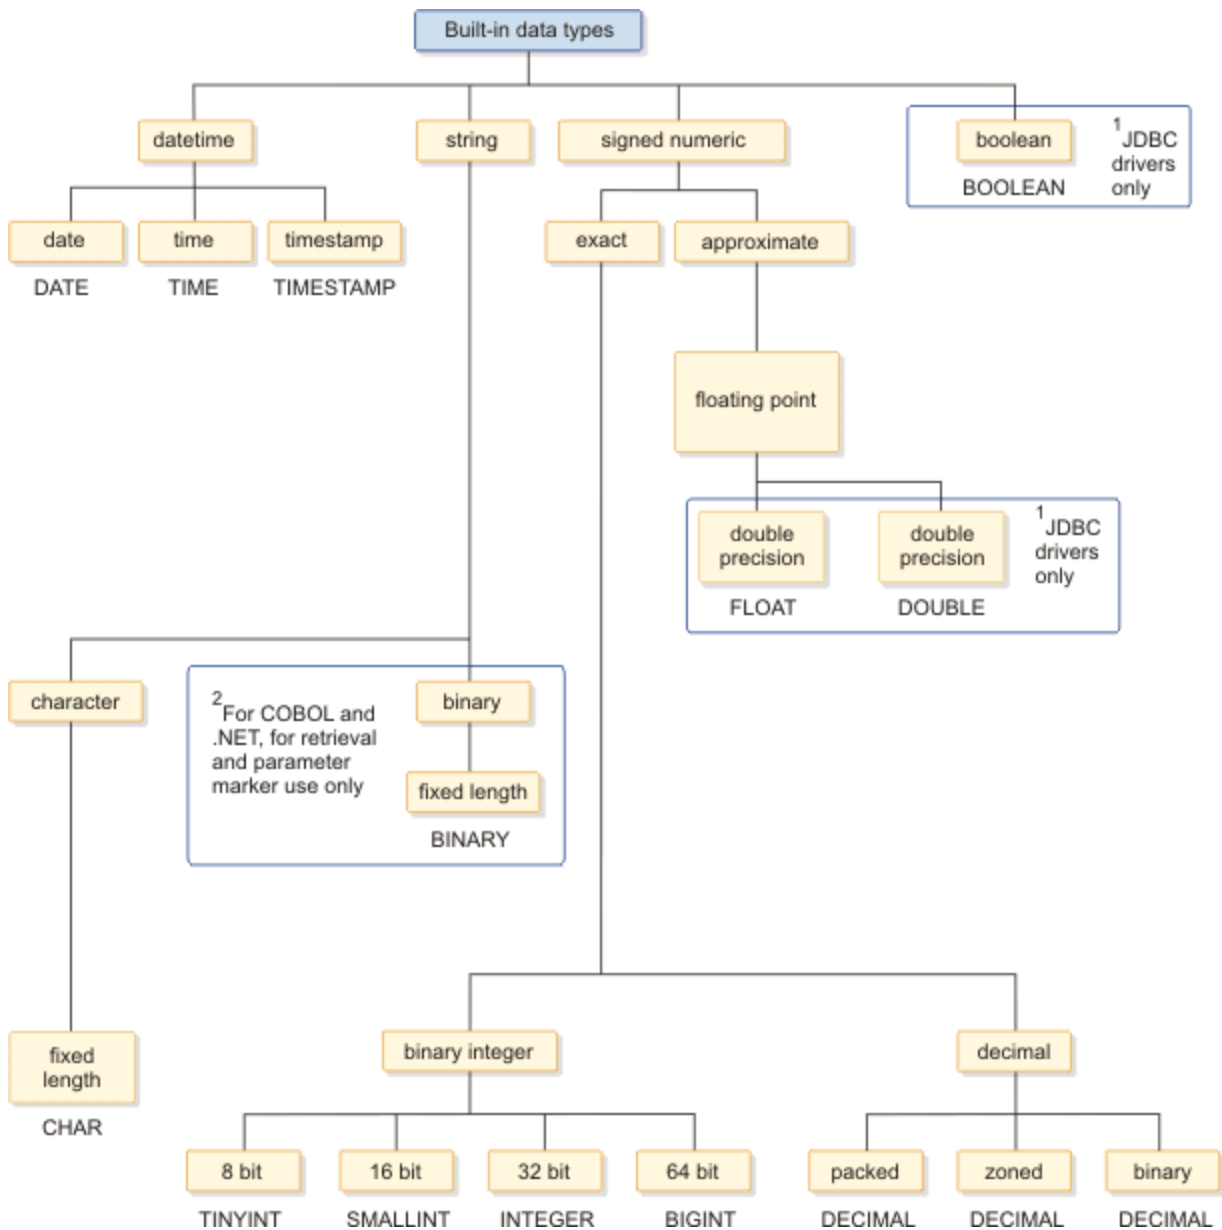 Built-in data types
datetime
string
signed numeric
boolean
BOOLEAN
1JDBC
drivers
only
date
time
timestamp
exact
approximate
DATE
TIME
TIMESTAMP
floating point
double
precision
FLOAT
double
precision
DOUBLE
1JDBC
drivers
only
character
2For COBOL and
.NET, for retrieval
and parameter
marker use only
binary
fixed length
BINARY
fixed
length
CHAR
binary integer
decimal
8 bit
16 bit
32 bit
64 bit
packed
zoned
binary
TINYINT
SMALLINT
INTEGER
BIGINT
DECIMAL
DECIMAL
DECIMAL